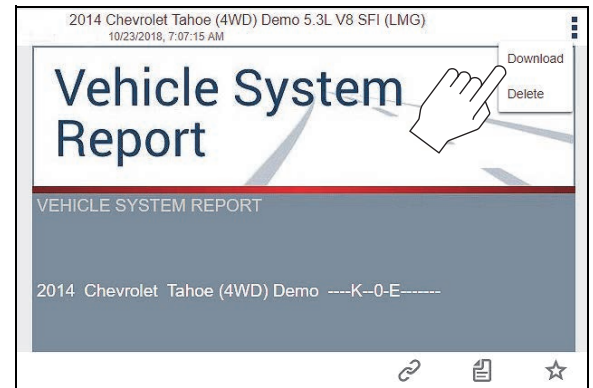 2014 Chevrolet Tahoe (4WD) Demo 5.3L V8 SFI (LMG)
10/23/2018, 7:07:15 AM
Download
Delete
Vehicle System
Report
VEHICLE SYSTEM REPORT
2014 Chevrolet Tahoe (4WD) Demo ----K--0-E-------